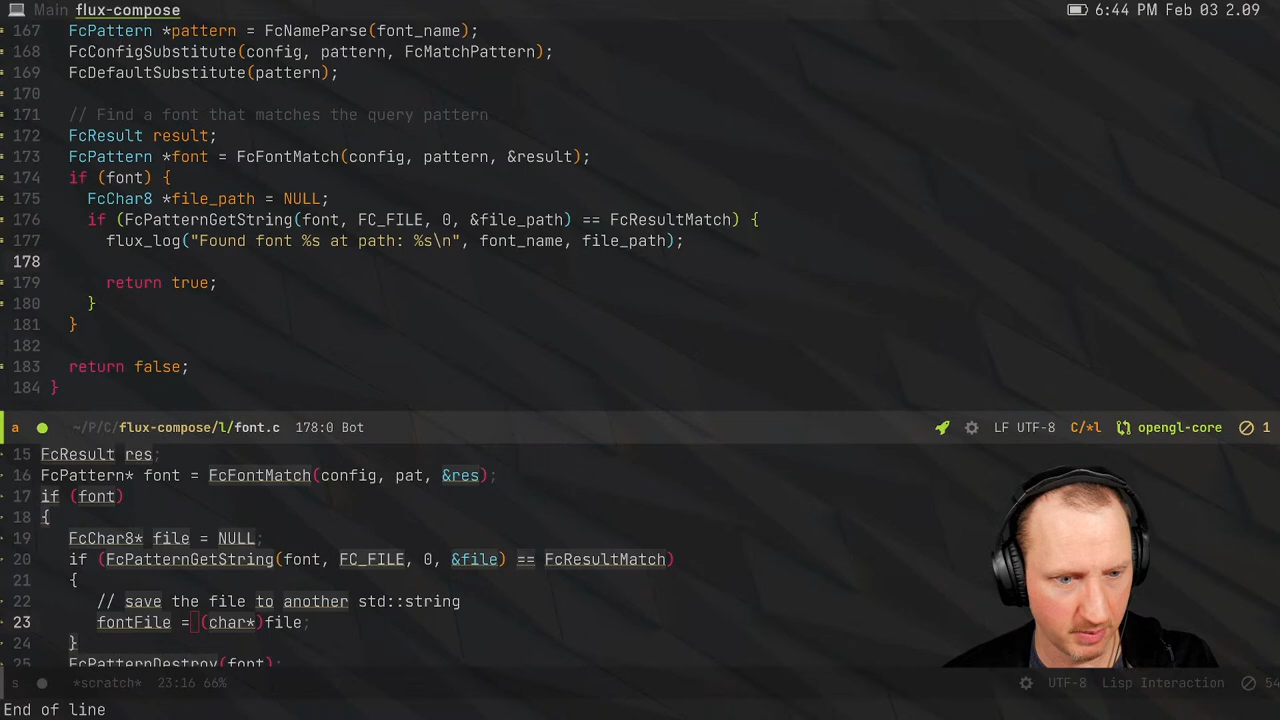 Main flux-compose 6:44 PM Feb 03 2.09
167 FcPattern *pattern = FcNameParse(font_name);
168 FcConfigSubstitute(config, pattern, FcMatchPattern);
169 FcDefaultSubstitute(pattern);
170
171 // Find a font that matches the query pattern
172 FcResult result;
173 FcPattern *font = FcFontMatch(config, pattern, &result);
174 if (font) {
175 FcChar8 *file_path = NULL;
176 if (FcPatternGetString(font, FC_FILE, 0, &file_path) == FcResultMatch) {
177 flux_log("Found font %s at path: %s\n", font_name, file_path);
178
179 return true;
180 }
181 }
182
183 return false;
184 }
a ~/P/C/flux-compose/l/font.c 178:0 Bot LF UTF-8 C/*l opengl-core 1
15 FcResult res;
16 FcPattern* font = FcFontMatch(config, pat, &res);
17 if (font)
18 {
19 FcChar8* file = NULL;
20 if (FcPatternGetString(font, FC_FILE, 0, &file) == FcResultMatch)
21 {
22 // save the file to another std::string
23 fontFile = (char*)file;
24 }
25 FcPatternDestroy(font);
s *scratch* 23:16 66% UTF-8 Lisp Interaction 54
End of line